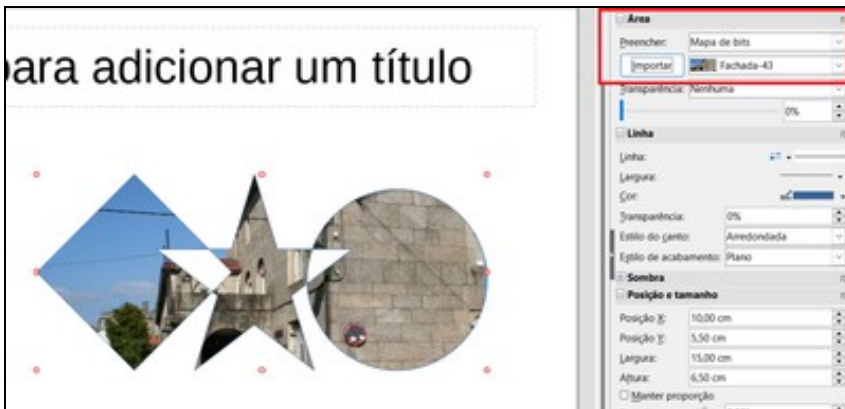 para adicionar um título
Área
Preencher: Mapa de bits
Importar Fachada-43
Transparência: Nenhuma
0%
Linha
Linha:
Largura:
Cor:
Transparência: 0%
Estilo do canto: Arredondada
Estilo de acabamento: Plano
Sombra
Posição e tamanho
Posição X: 10,00 cm
Posição Y: 5,50 cm
Largura: 15,00 cm
Altura: 6,50 cm
Manter proporção